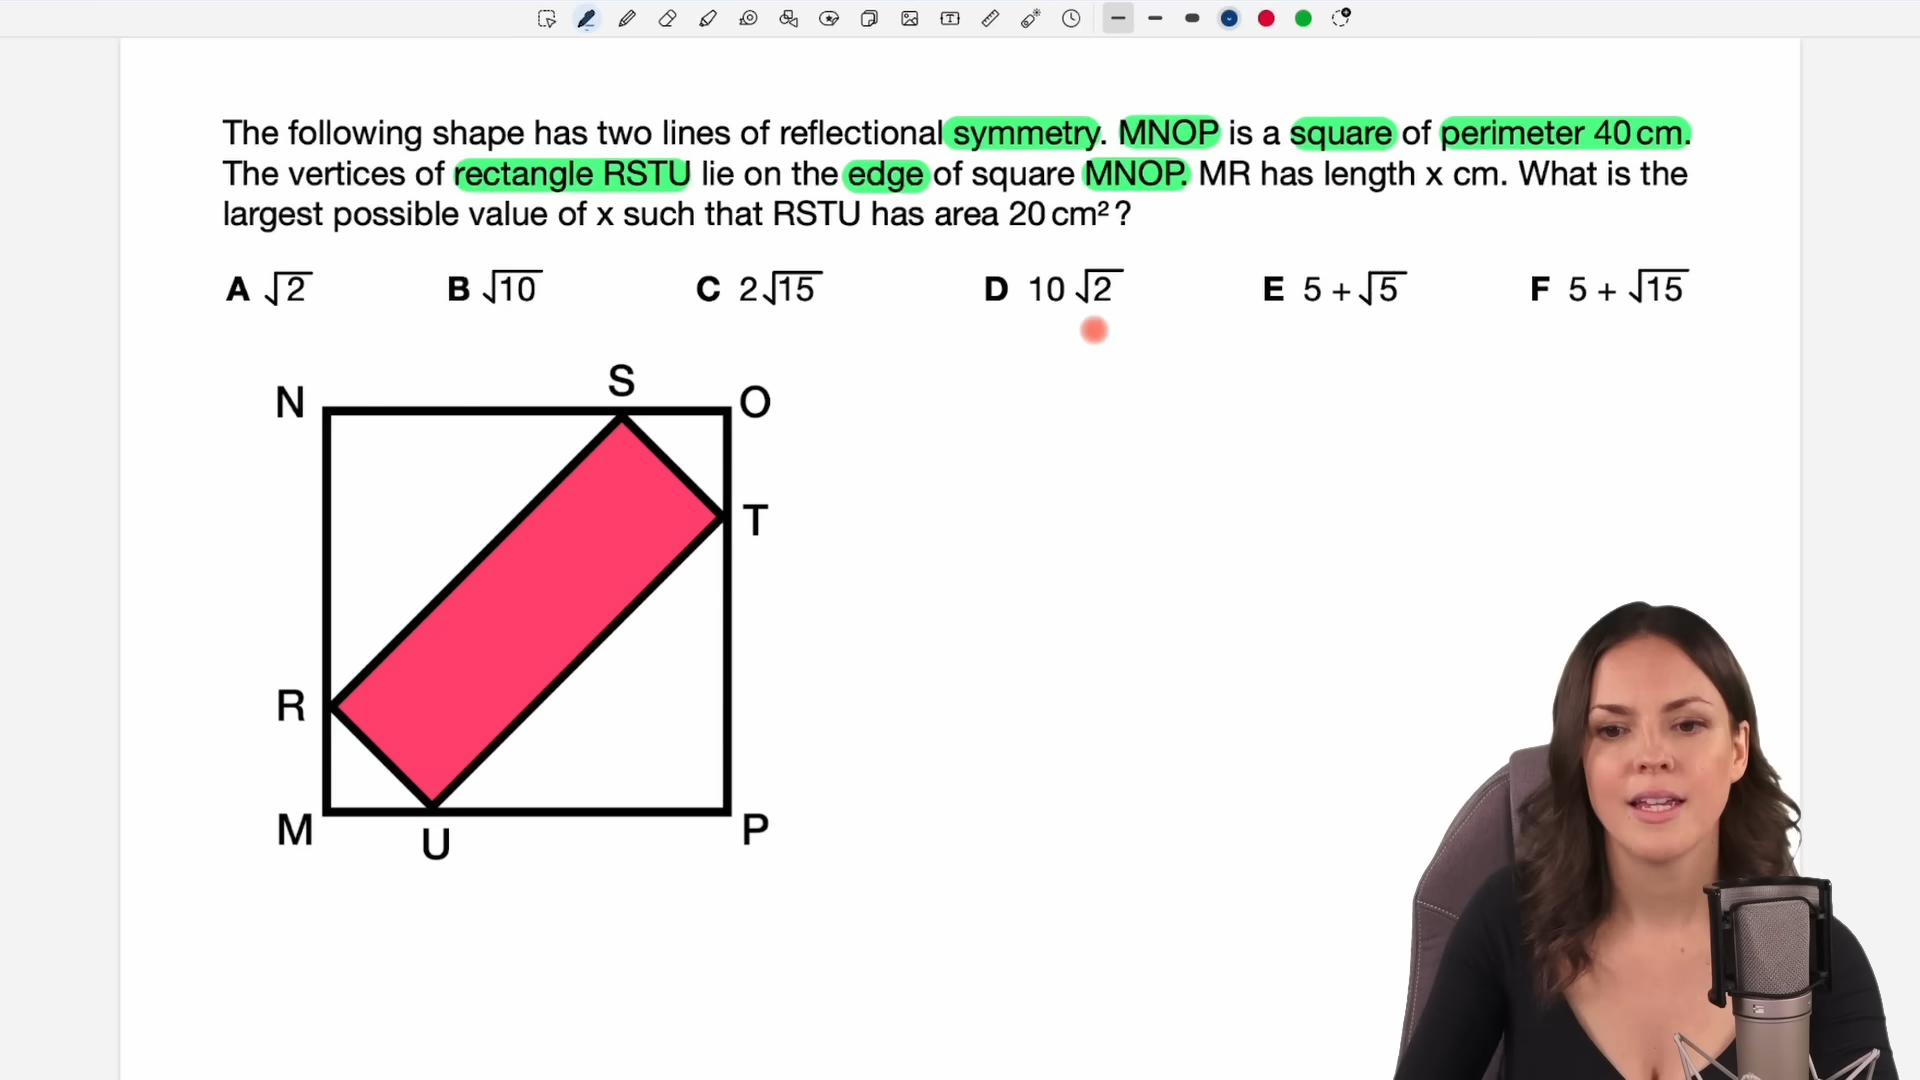 The following shape has two lines of reflectional symmetry. MNOP is a square of perimeter 40 cm.
The vertices of rectangle RSTU lie on the edge of square MNOP. MR has length x cm. What is the
largest possible value of x such that RSTU has area 20 cm²?
A √2 B √10 C 2√15 D 10 √2 E 5 + √5 F 5 + √15
S
N O
T
R
M P
U